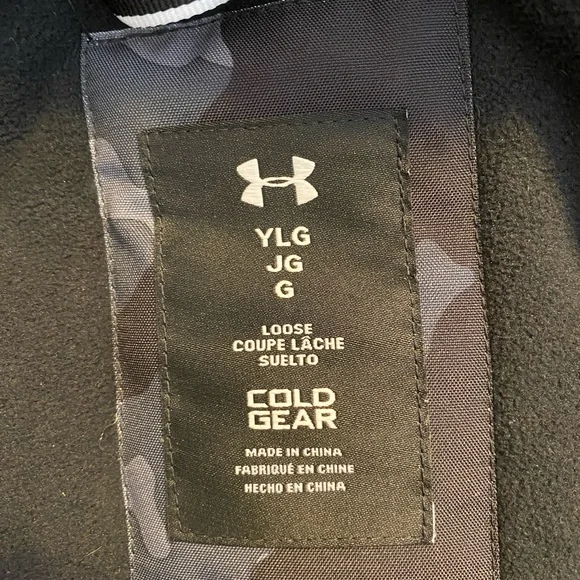 YLG
JG
G
LOOSE
COUPE LÂCHE
SUELTO
COLD
GEAR
MADE IN CHINA
FABRIQUÉ EN CHINE
HECHO EN CHINA